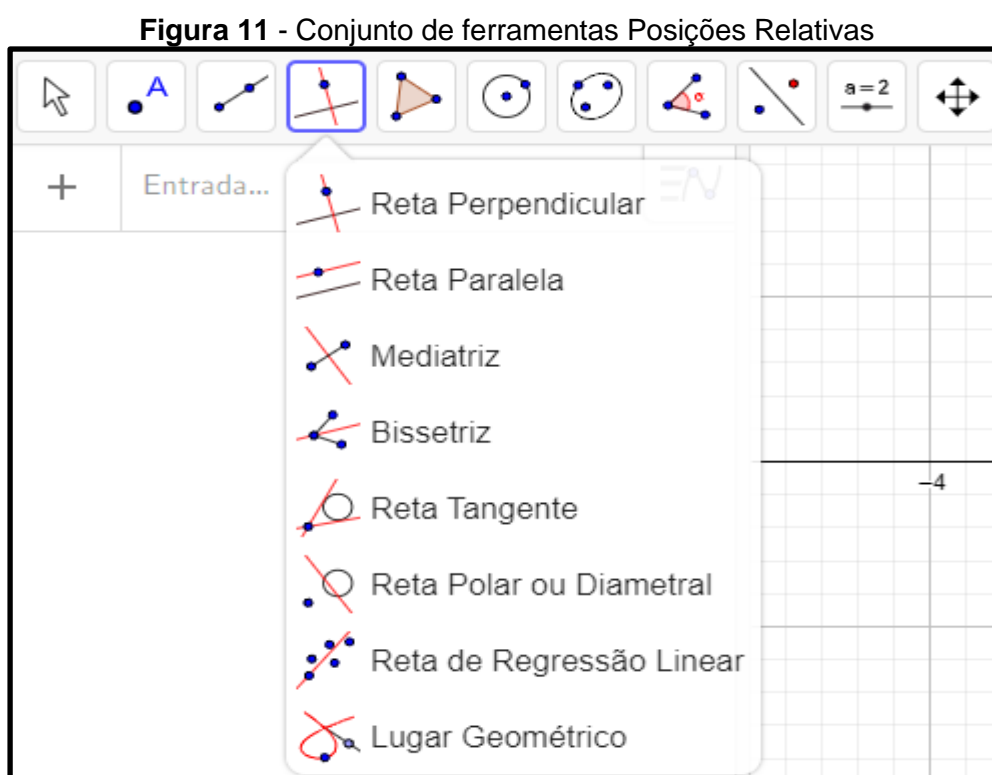 Figura 11 - Conjunto de ferramentas Posições Relativas
A
α
a = 2
+ Entrada...
Reta Perpendicular
Reta Paralela
Mediatriz
Bissetriz
Reta Tangente
Reta Polar ou Diametral
Reta de Regressão Linear
Lugar Geométrico
–4